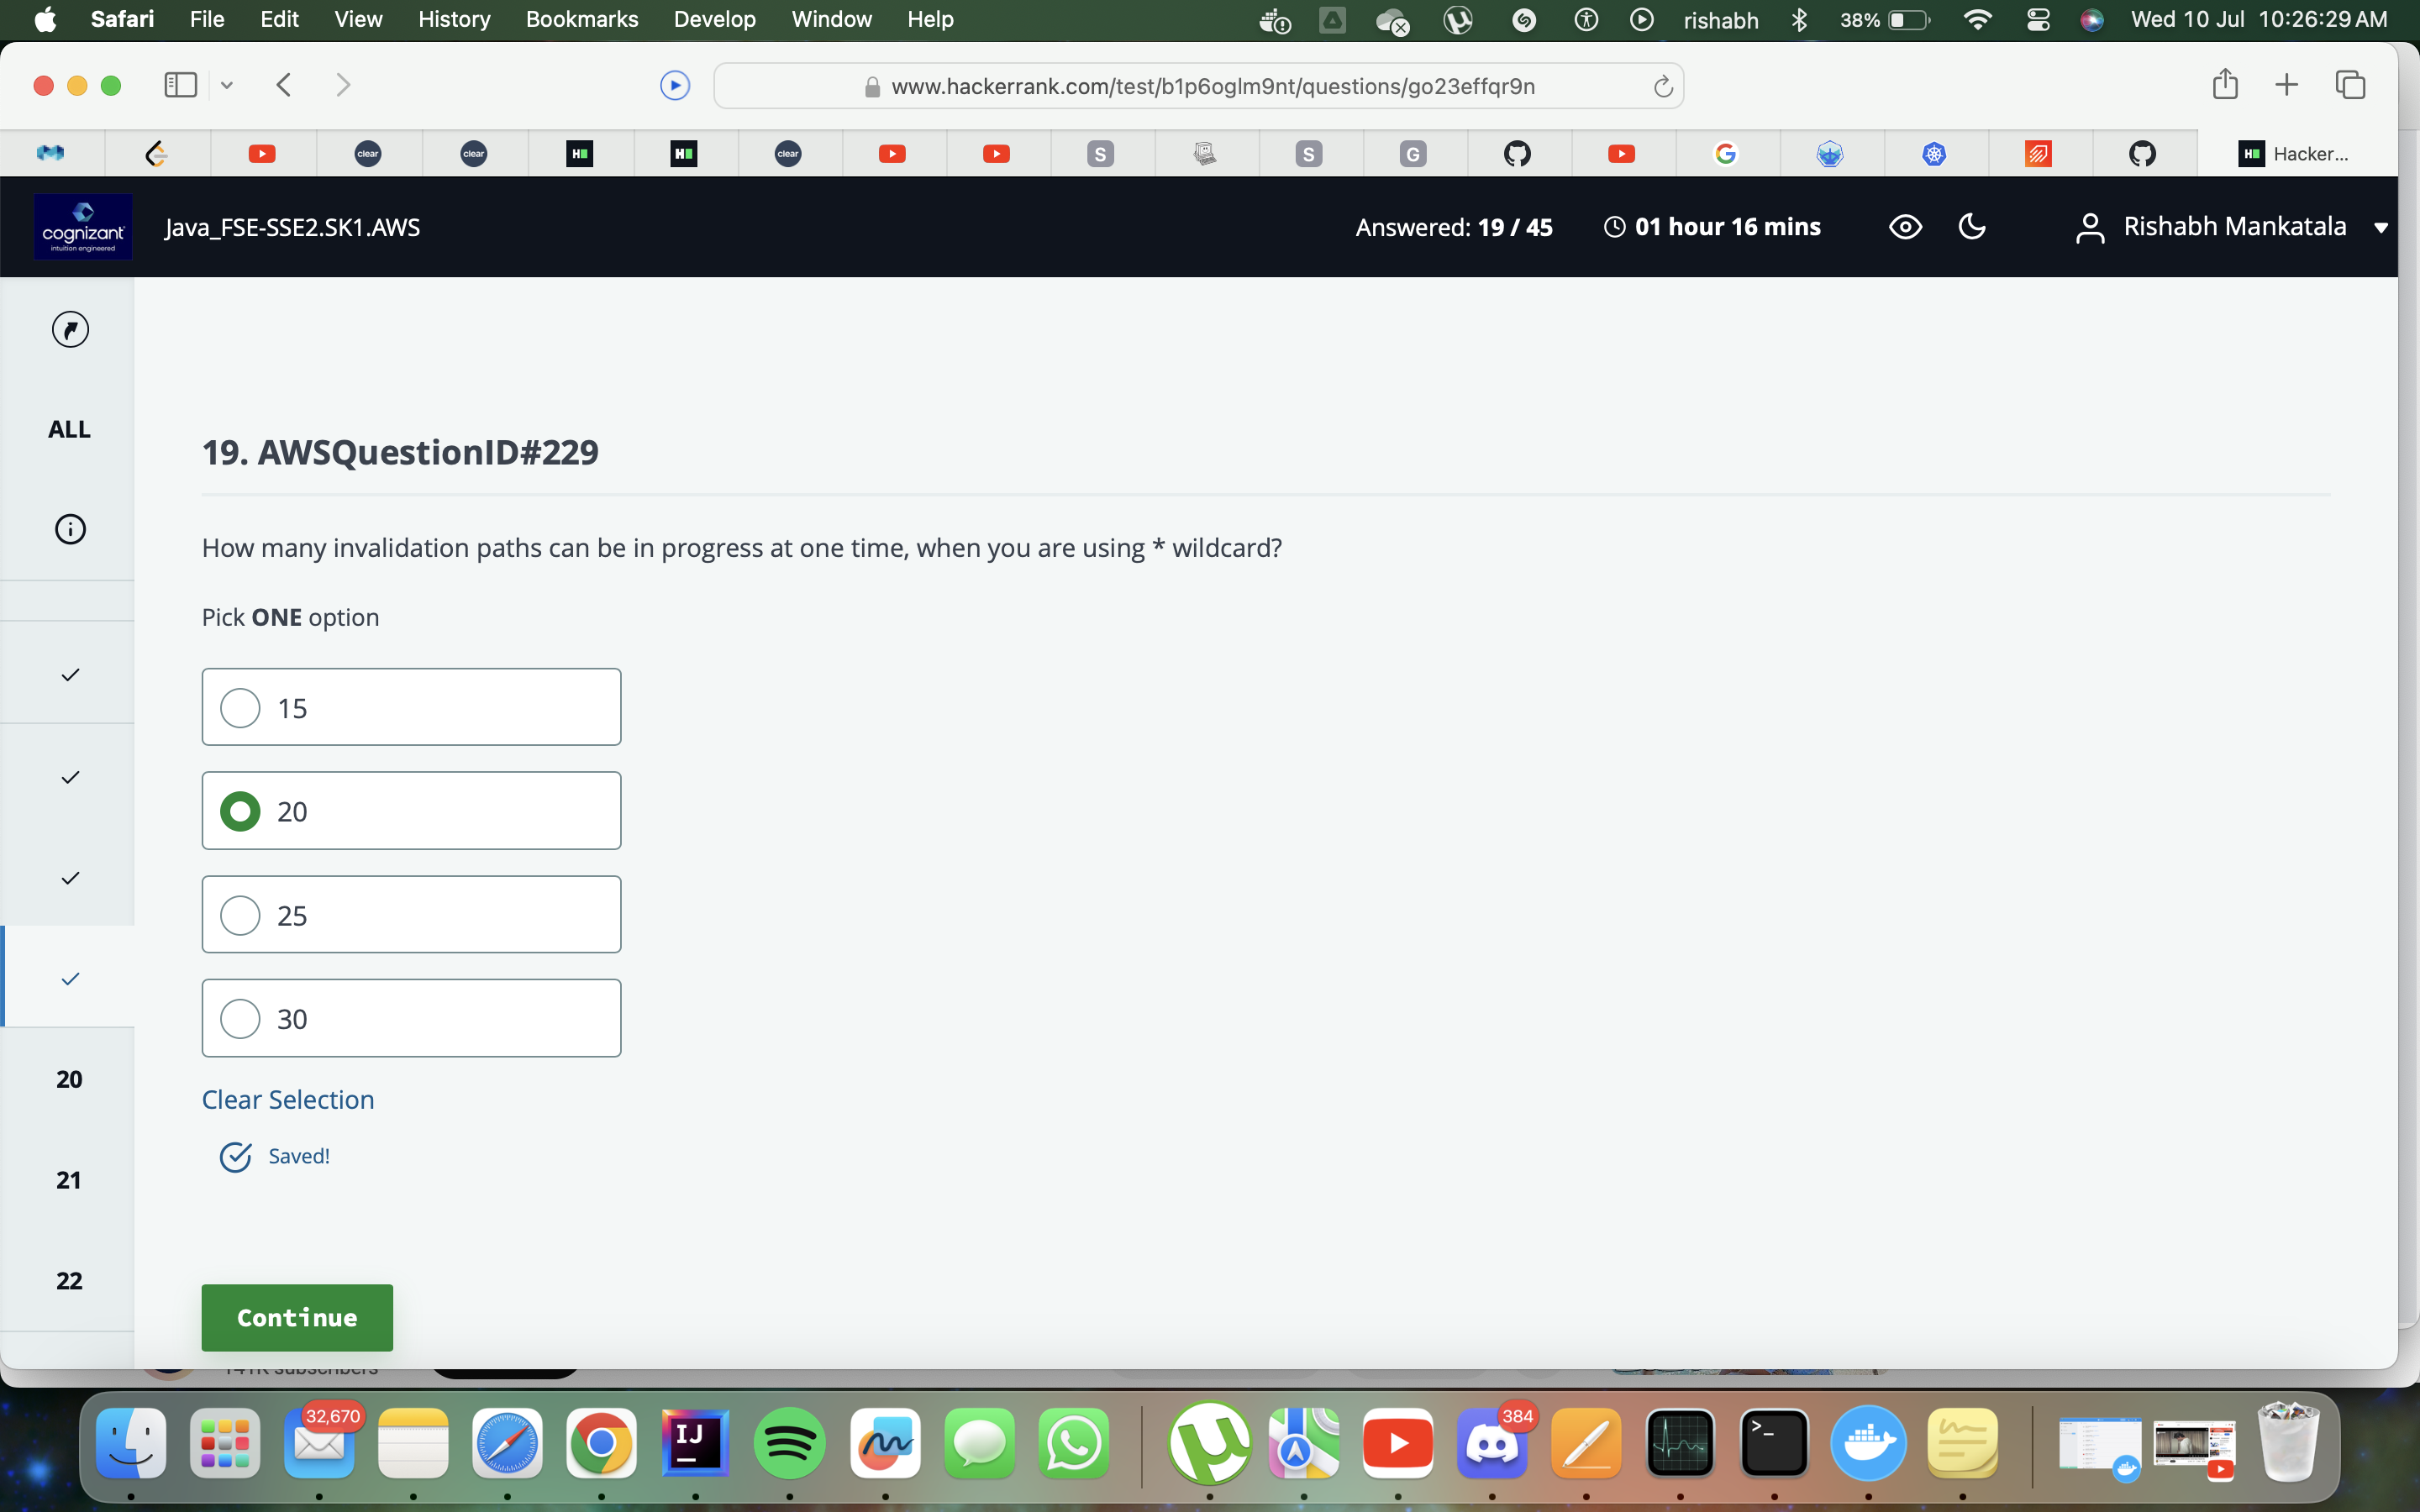 Safari File Edit View History Bookmarks Develop Window Help rishabh 38% Wed 10 Jul 10:26:29 AM
www.hackerrank.com/test/b1p6oglm9nt/questions/go23effqr9n
clear clear clear S S G Hacker...
cognizant
intuition engineered
Java_FSE-SSE2.SK1.AWS
Answered: 19 / 45
01 hour 16 mins
Rishabh Mankatala
ALL
19. AWSQuestionID#229
How many invalidation paths can be in progress at one time, when you are using * wildcard?
Pick ONE option
15
20
25
30
Clear Selection
Saved!
20
21
22
Continue
32,670
IJ
384